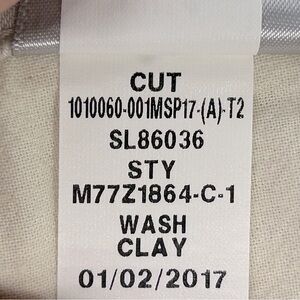 CUT
1010060-001MSP17-(A)-T2
SL86036
STY
M77Z1864-C-1
WASH
CLAY
01/02/2017